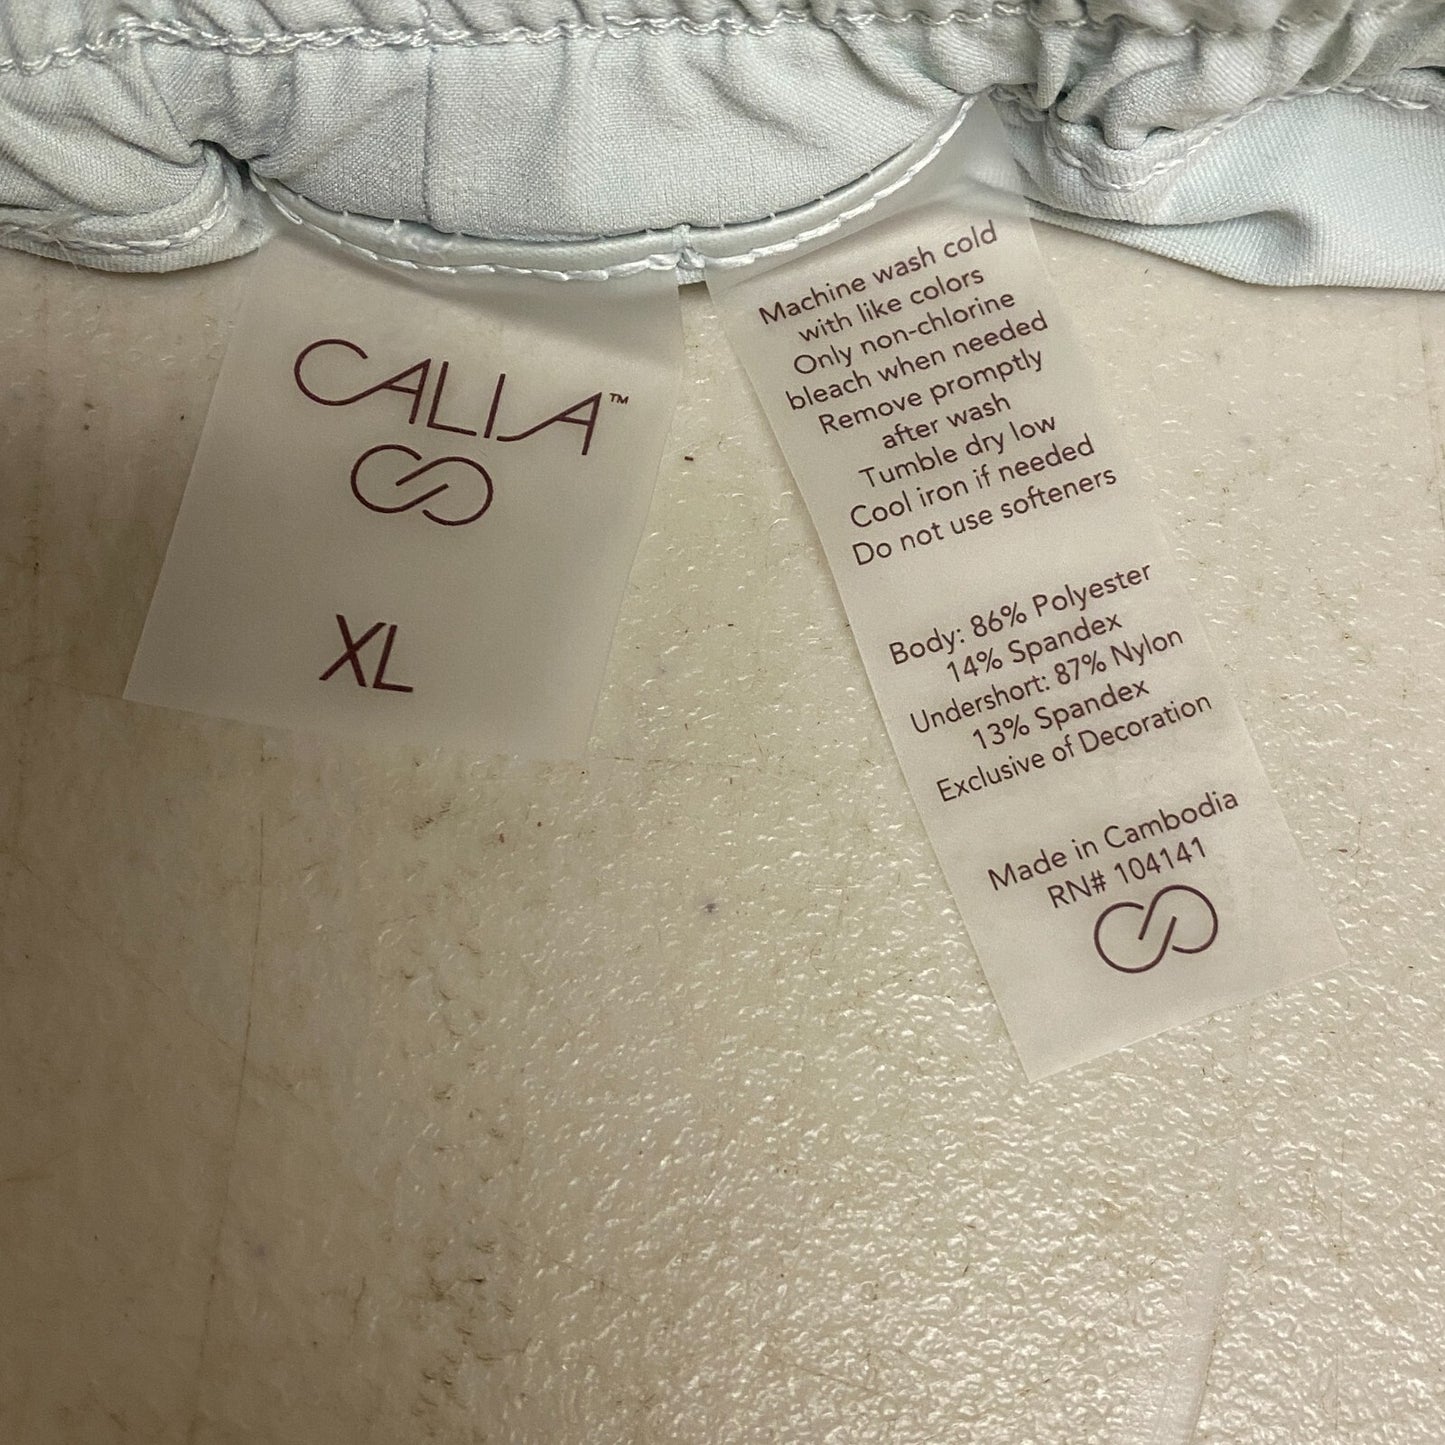 CALIA™
XL
Machine wash cold
with like colors
Only non-chlorine
bleach when needed
Remove promptly
after wash
Tumble dry low
Cool iron if needed
Do not use softeners
Body: 86% Polyester
14% Spandex
Undershort: 87% Nylon
13% Spandex
Exclusive of Decoration
Made in Cambodia
RN# 104141